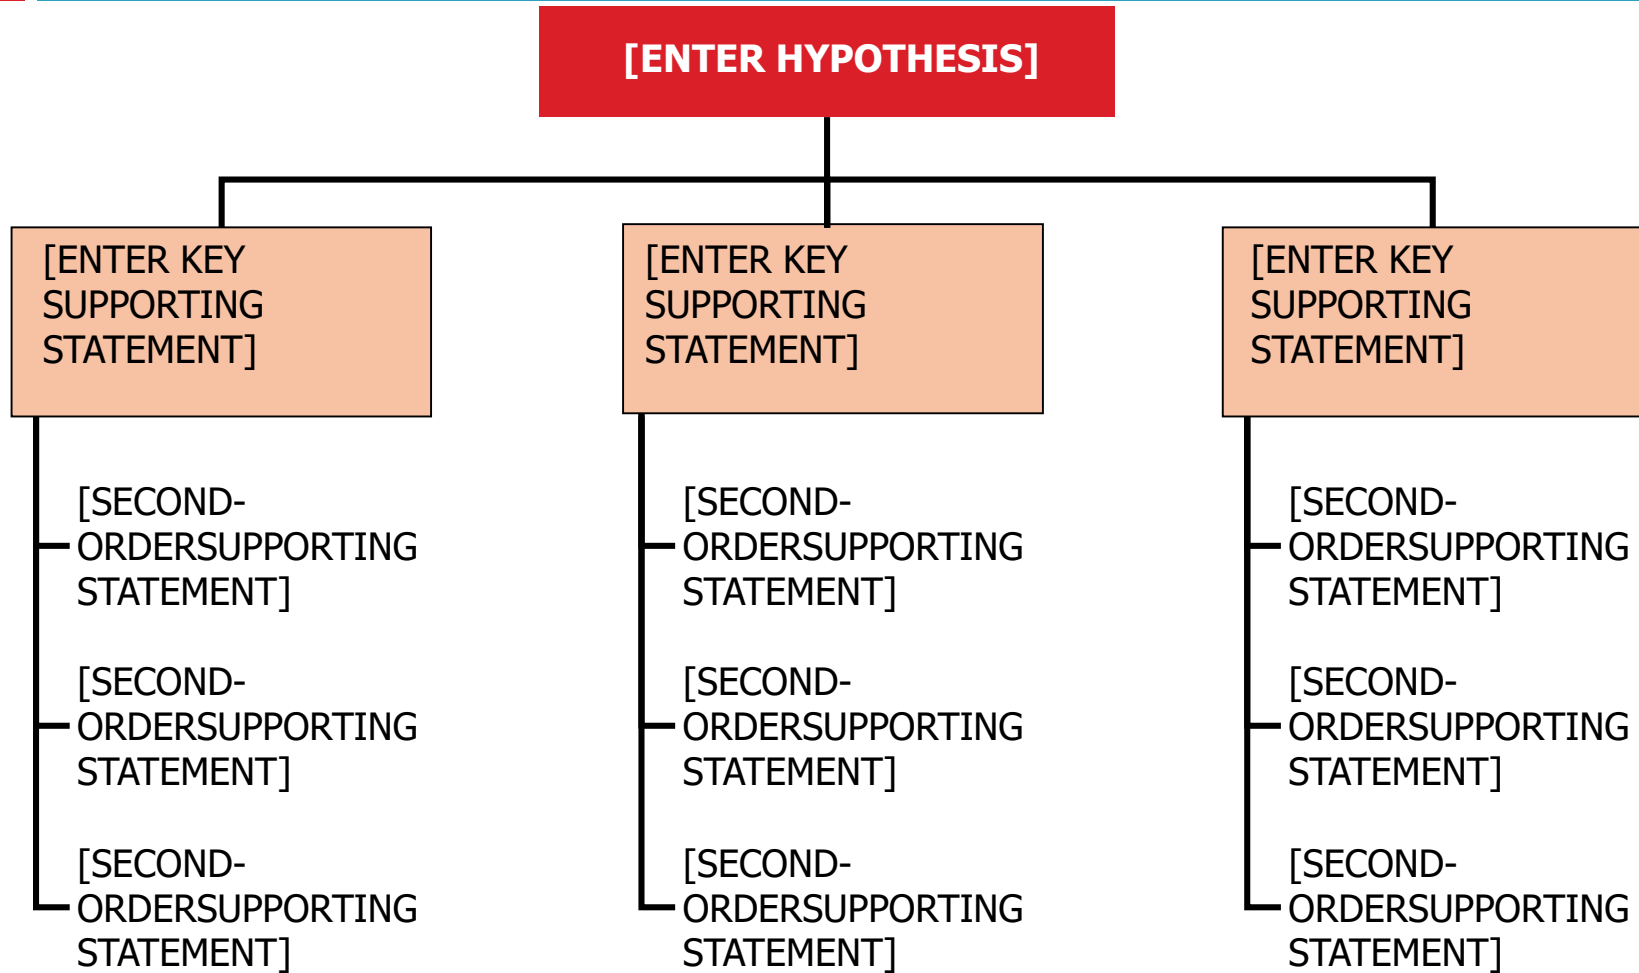 [ENTER HYPOTHESIS]
[ENTER KEY
SUPPORTING
STATEMENT]
[ENTER KEY
SUPPORTING
STATEMENT]
[ENTER KEY
SUPPORTING
STATEMENT]
[SECOND-
ORDERSUPPORTING
STATEMENT]
[SECOND-
ORDERSUPPORTING
STATEMENT]
[SECOND-
ORDERSUPPORTING
STATEMENT]
[SECOND-
ORDERSUPPORTING
STATEMENT]
[SECOND-
ORDERSUPPORTING
STATEMENT]
[SECOND-
ORDERSUPPORTING
STATEMENT]
[SECOND-
ORDERSUPPORTING
STATEMENT]
[SECOND-
ORDERSUPPORTING
STATEMENT]
[SECOND-
ORDERSUPPORTING
STATEMENT]